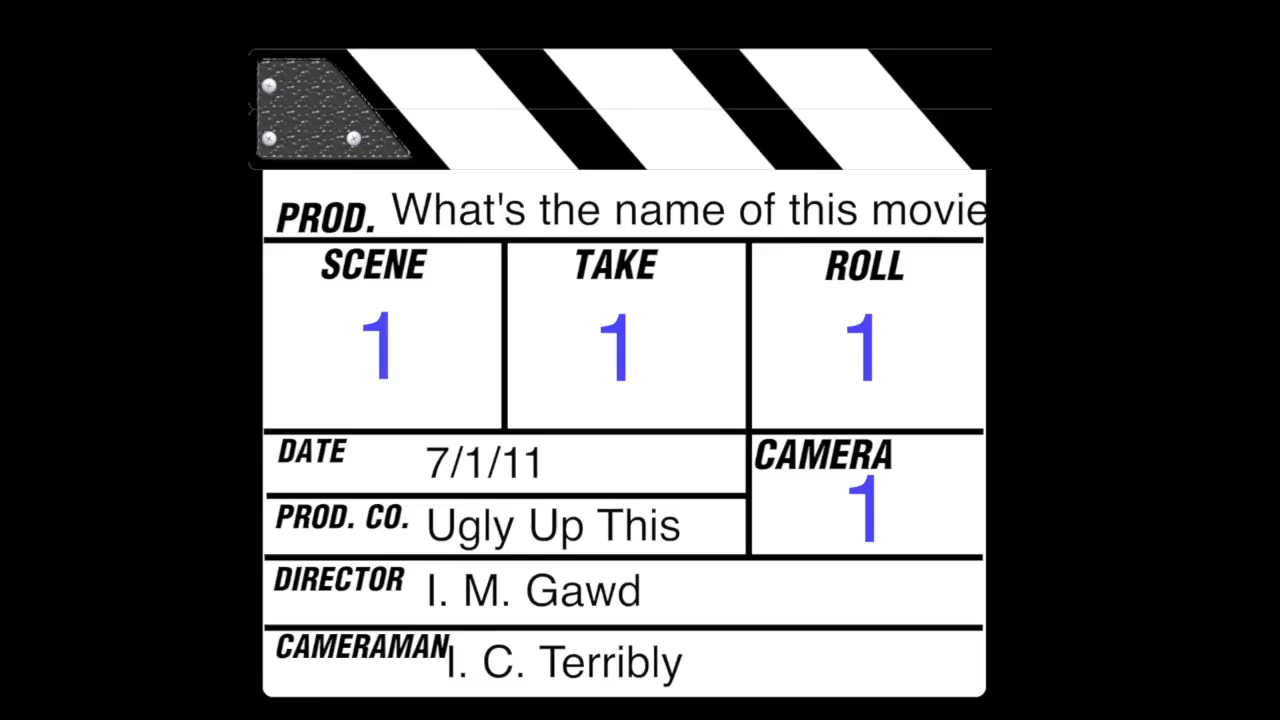 PROD. What's the name of this movie
SCENE TAKE ROLL
1 1 1
DATE 7/1/11 CAMERA
1
PROD. CO. Ugly Up This
DIRECTOR I. M. Gawd
CAMERAMAN I. C. Terribly